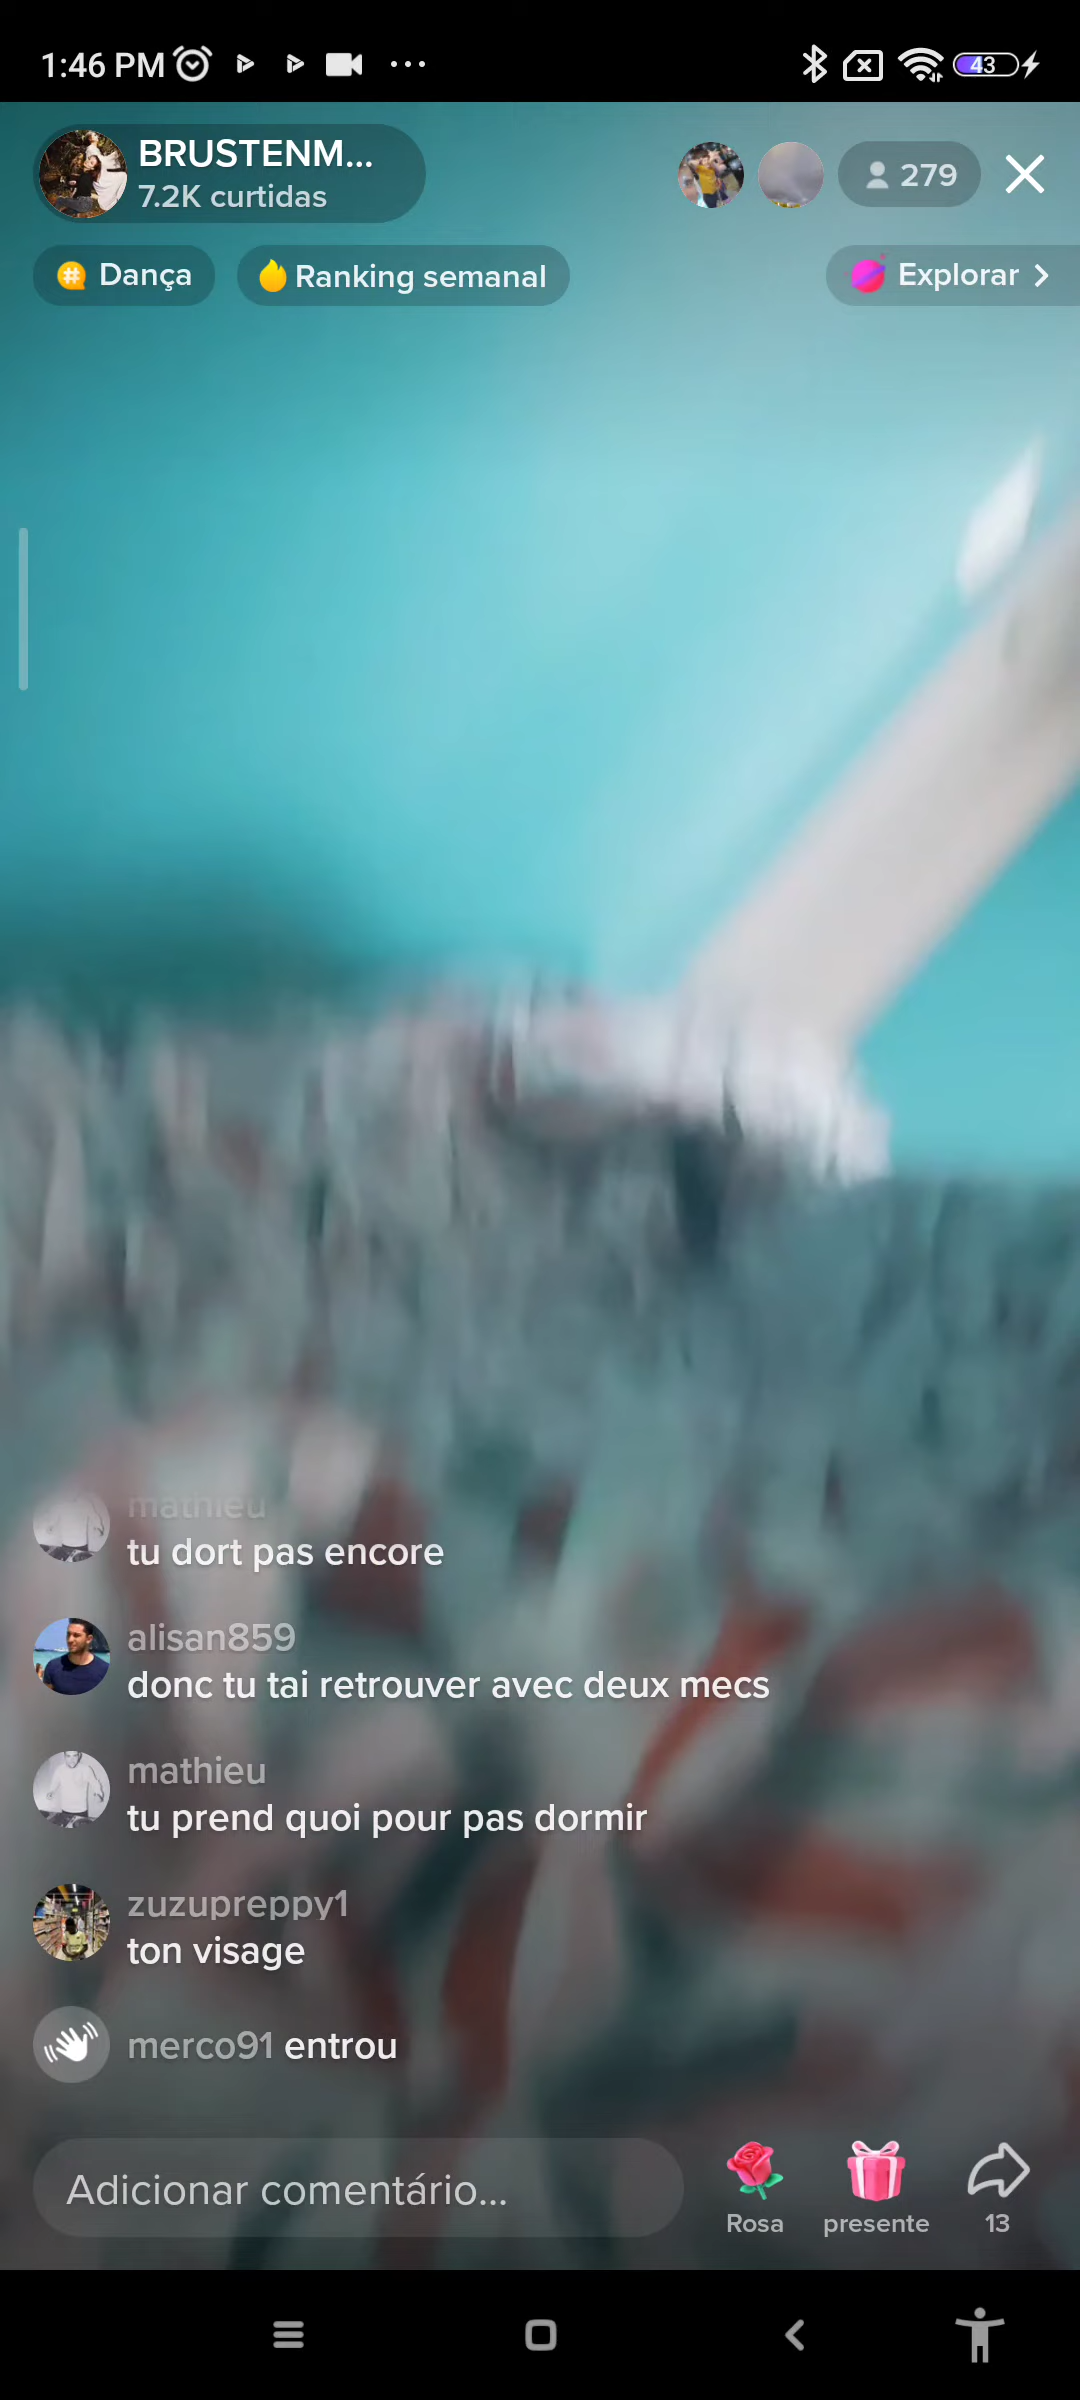 1:46 PM
43
BRUSTENM...
7.2K curtidas
279
Dança
Ranking semanal
Explorar
mathieu
tu dort pas encore
alisan859
donc tu tai retrouver avec deux mecs
mathieu
tu prend quoi pour pas dormir
zuzupreppy1
ton visage
merco91 entrou
Adicionar comentário...
Rosa
presente
13